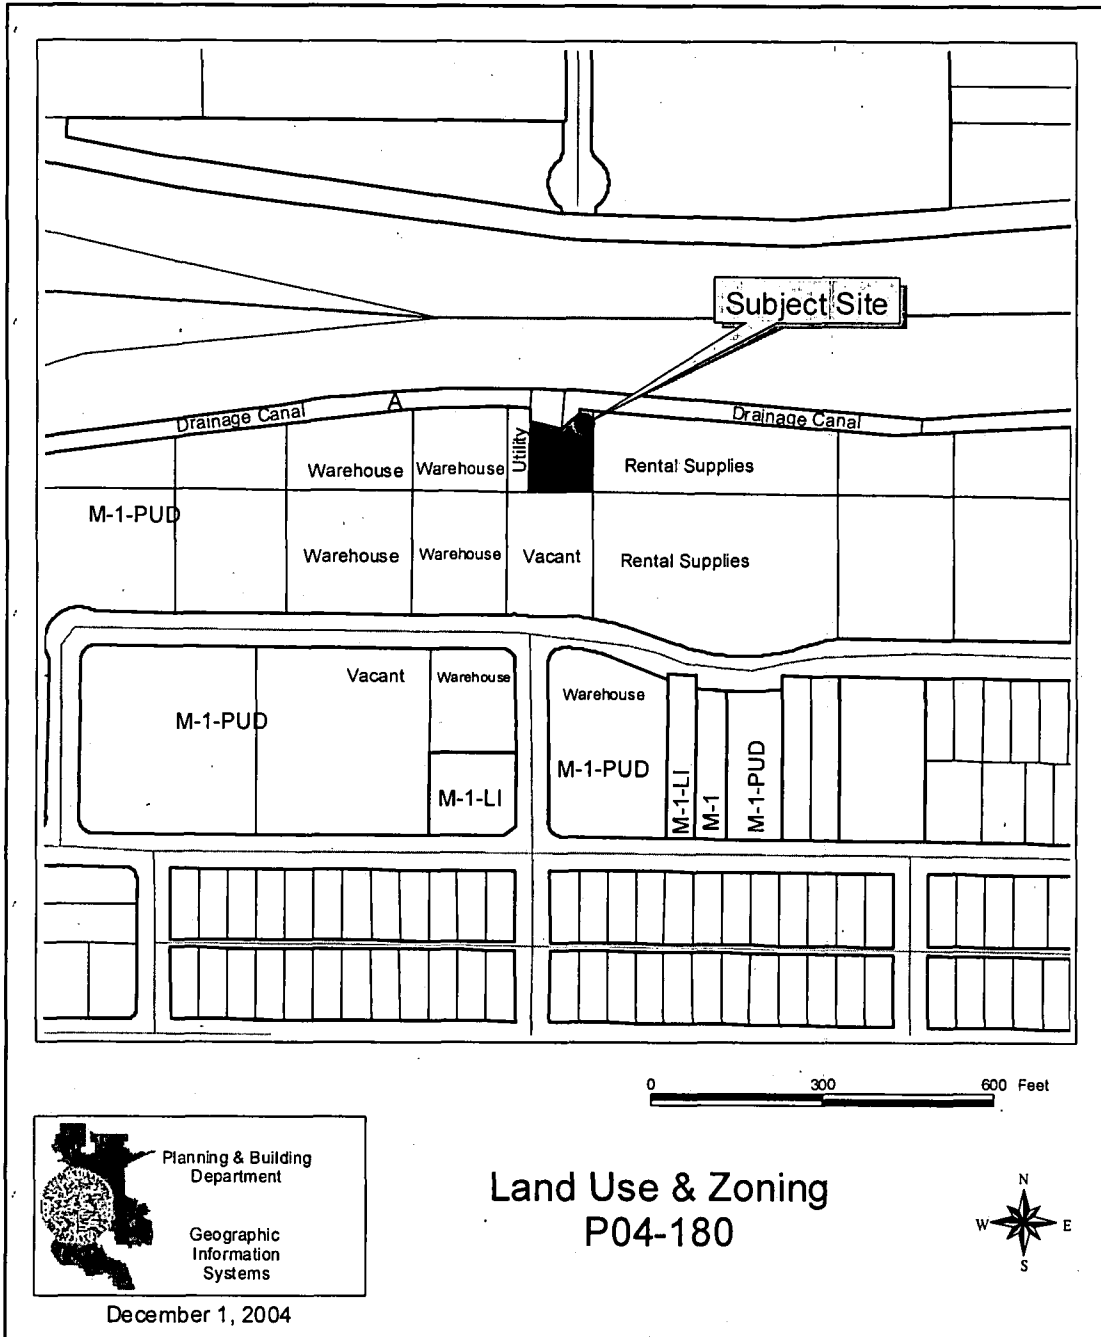 Subject Site
A
Drainage Canal
Drainage Canal
Utility
Warehouse
Warehouse
Rental Supplies
M-1-PUD
Warehouse
Warehouse
Vacant
Rental Supplies
Vacant
Warehouse
Warehouse
M-1-PUD
M-1-PUD
M-1-LI
M-1-LI
M-1
M-1-PUD
0 300 600 Feet
Planning & Building
Department
Geographic
Information
Systems
Land Use & Zoning
P04-180
N
W E
S
December 1, 2004